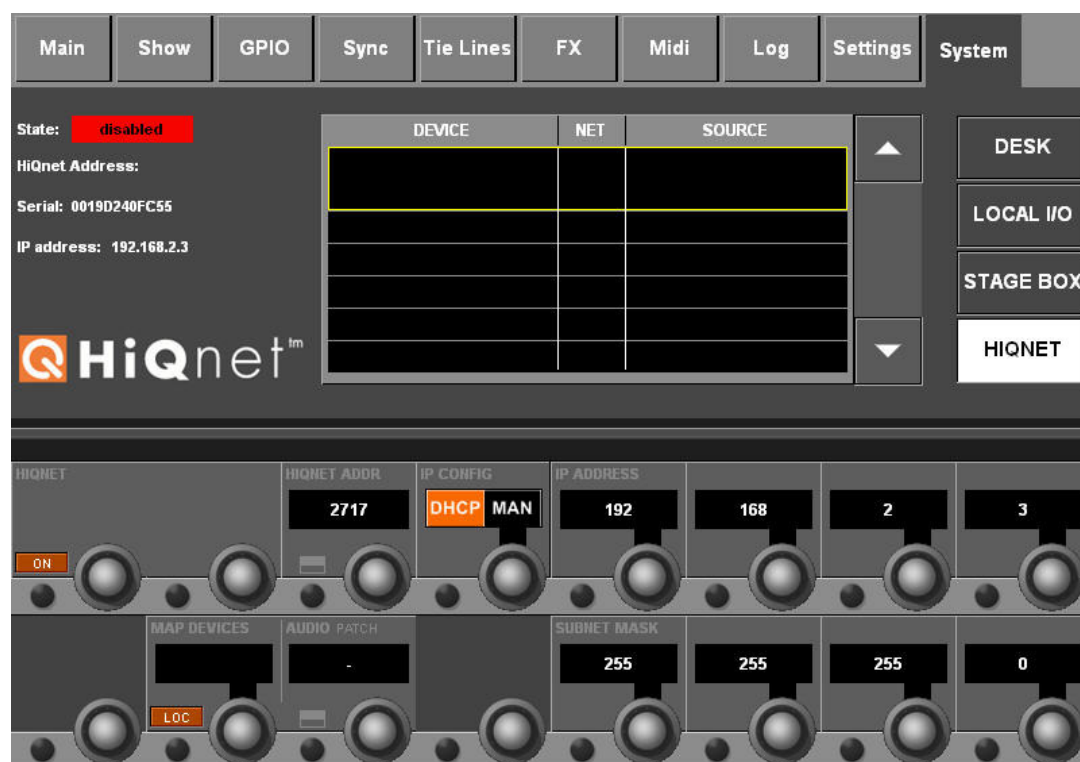 Main Show GPIO Sync Tie Lines FX Midi Log Settings System
State: disabled
HiQnet Address:
Serial: 0019D240FC55
IP address: 192.168.2.3
HiQnet™
DEVICE NET SOURCE
DESK
LOCAL I/O
STAGE BOX
HIQNET
HIQNET HIQNET ADDR IP CONFIG IP ADDRESS
2717 DHCP MAN 192 168 2 3
ON
MAP DEVICES AUDIO PATCH SUBNET MASK
- 255 255 255 0
LOC